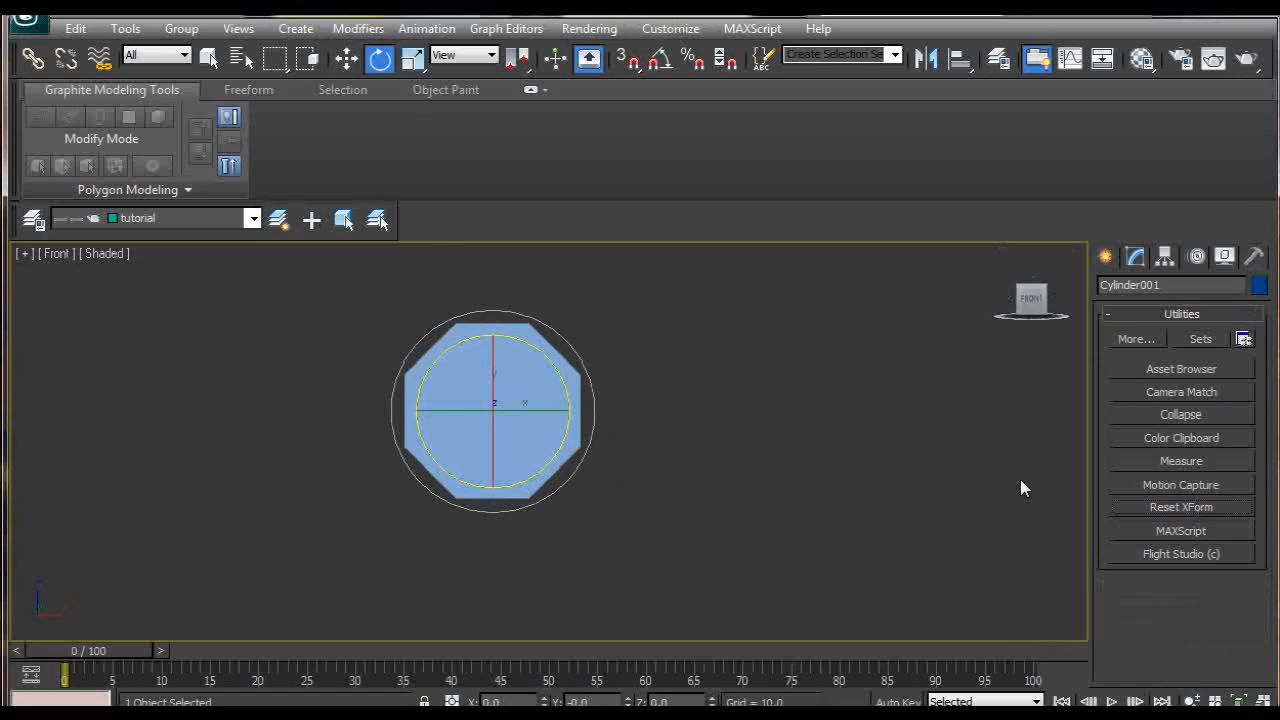 Edit Tools Group Views Create Modifiers Animation Graph Editors Rendering Customize MAXScript Help
All View 3 % ABC Create Selection Se
Graphite Modeling Tools Freeform Selection Object Paint
Modify Mode
Polygon Modeling
tutorial
[ + ] [ Front ] [ Shaded ]
FRONT
Cylinder001
- Utilities
More... Sets
Asset Browser
Camera Match
Collapse
Color Clipboard
Measure
Motion Capture
Reset XForm
MAXScript
Flight Studio (c)
y
z x
< 0 / 100 >
0 5 10 15 20 25 30 35 40 45 50 55 60 65 70 75 80 85 90 95 100
1 Object Selected X: 0.0 Y: -0.0 Z: 0.0 Grid = 10.0 Auto Key Selected